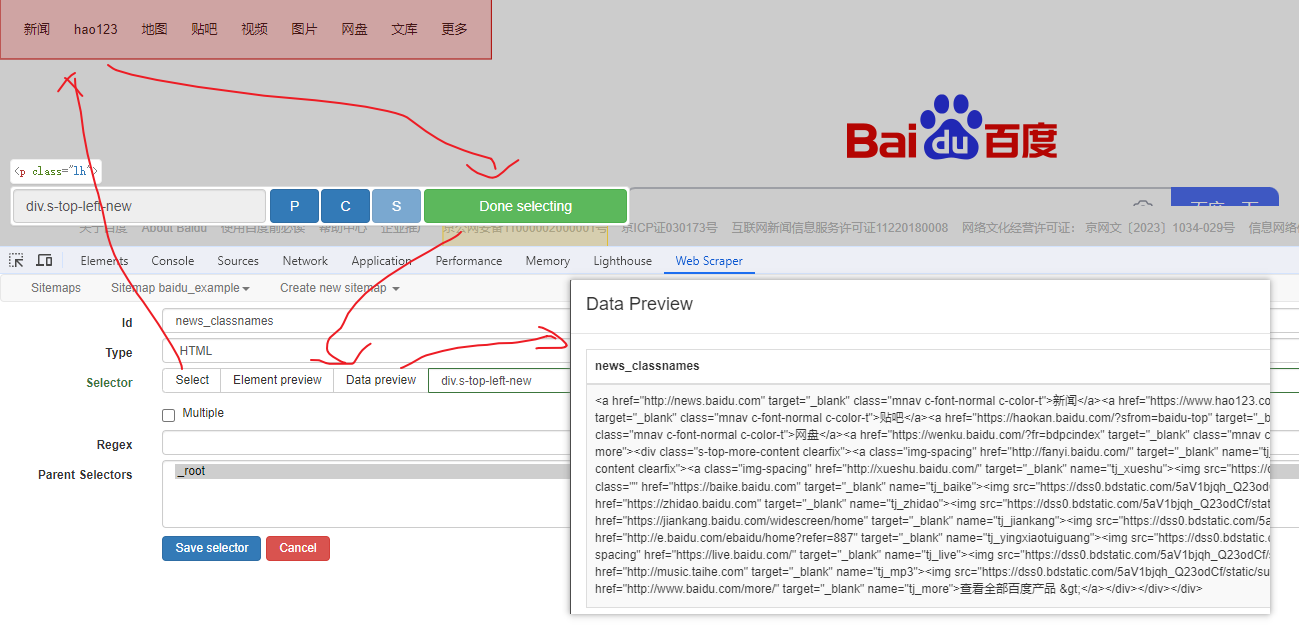 新闻 hao123 地图 贴吧 视频 图片 网盘 文库 更多
Bai du 百度
<p class="lh">
div.s-top-left-new P C S Done selecting
关于百度 About Baidu 使用百度前必读 帮助中心 企业推广 京公网安备11000002000001号 京ICP证030173号 互联网新闻信息服务许可证11220180008 网络文化经营许可证： 京网文〔2023〕1034-029号 信息网络
Elements Console Sources Network Application Performance Memory Lighthouse Web Scraper
Sitemaps Sitemap baidu_example Create new sitemap
Id news_classnames
Type HTML
Selector Select Element preview Data preview div.s-top-left-new
Multiple
Regex
Parent Selectors _root
Save selector Cancel
Data Preview
news_classnames
<a href="http://news.baidu.com" target="_blank" class="mnav c-font-normal c-color-t">新闻</a><a href="https://www.hao123.co
target="_blank" class="mnav c-font-normal c-color-t">贴吧</a><a href="https://haokan.baidu.com/?sfrom=baidu-top" target="_b
class="mnav c-font-normal c-color-t">网盘</a><a href="https://wenku.baidu.com/?fr=bdpcindex" target="_blank" class="mnav c
more"><div class="s-top-more-content clearfix"><a class="img-spacing" href="http://fanyi.baidu.com/" target="_blank" name="tj_
content clearfix"><a class="img-spacing" href="http://xueshu.baidu.com/" target="_blank" name="tj_xueshu"><img src="https://d
class="" href="https://baike.baidu.com" target="_blank" name="tj_baike"><img src="https://dss0.bdstatic.com/5aV1bjqh_Q23od
href="https://zhidao.baidu.com" target="_blank" name="tj_zhidao"><img src="https://dss0.bdstatic.com/5aV1bjqh_Q23odCf/stat
href="https://jiankang.baidu.com/widescreen/home" target="_blank" name="tj_jiankang"><img src="https://dss0.bdstatic.com/5a
href="http://e.baidu.com/ebaidu/home?refer=887" target="_blank" name="tj_yingxiaotuiguang"><img src="https://dss0.bdstatic.c
spacing" href="https://live.baidu.com/" target="_blank" name="tj_live"><img src="https://dss0.bdstatic.com/5aV1bjqh_Q23odCf/s
href="http://music.taihe.com" target="_blank" name="tj_mp3"><img src="https://dss0.bdstatic.com/5aV1bjqh_Q23odCf/static/su
href="http://www.baidu.com/more/" target="_blank" name="tj_more">查看全部百度产品 &gt;</a></div></div></div>